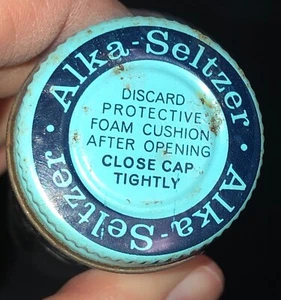 Alka-Seltzer • Alka-Seltzer •
DISCARD
PROTECTIVE
FOAM CUSHION
AFTER OPENING
CLOSE CAP
TIGHTLY